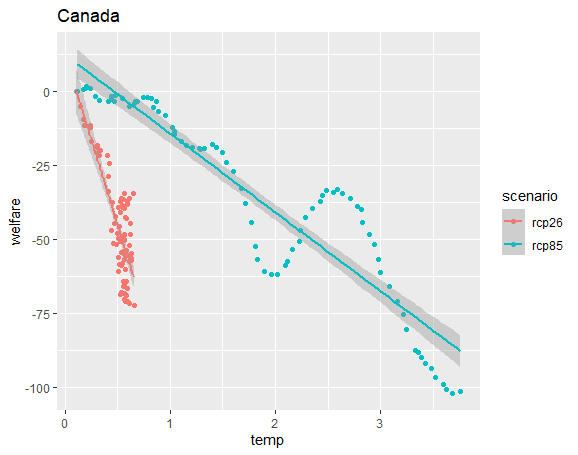 Canada
0
-25
-50
-75
-100
welfare
0 1 2 3
temp
scenario
rcp26
rcp85